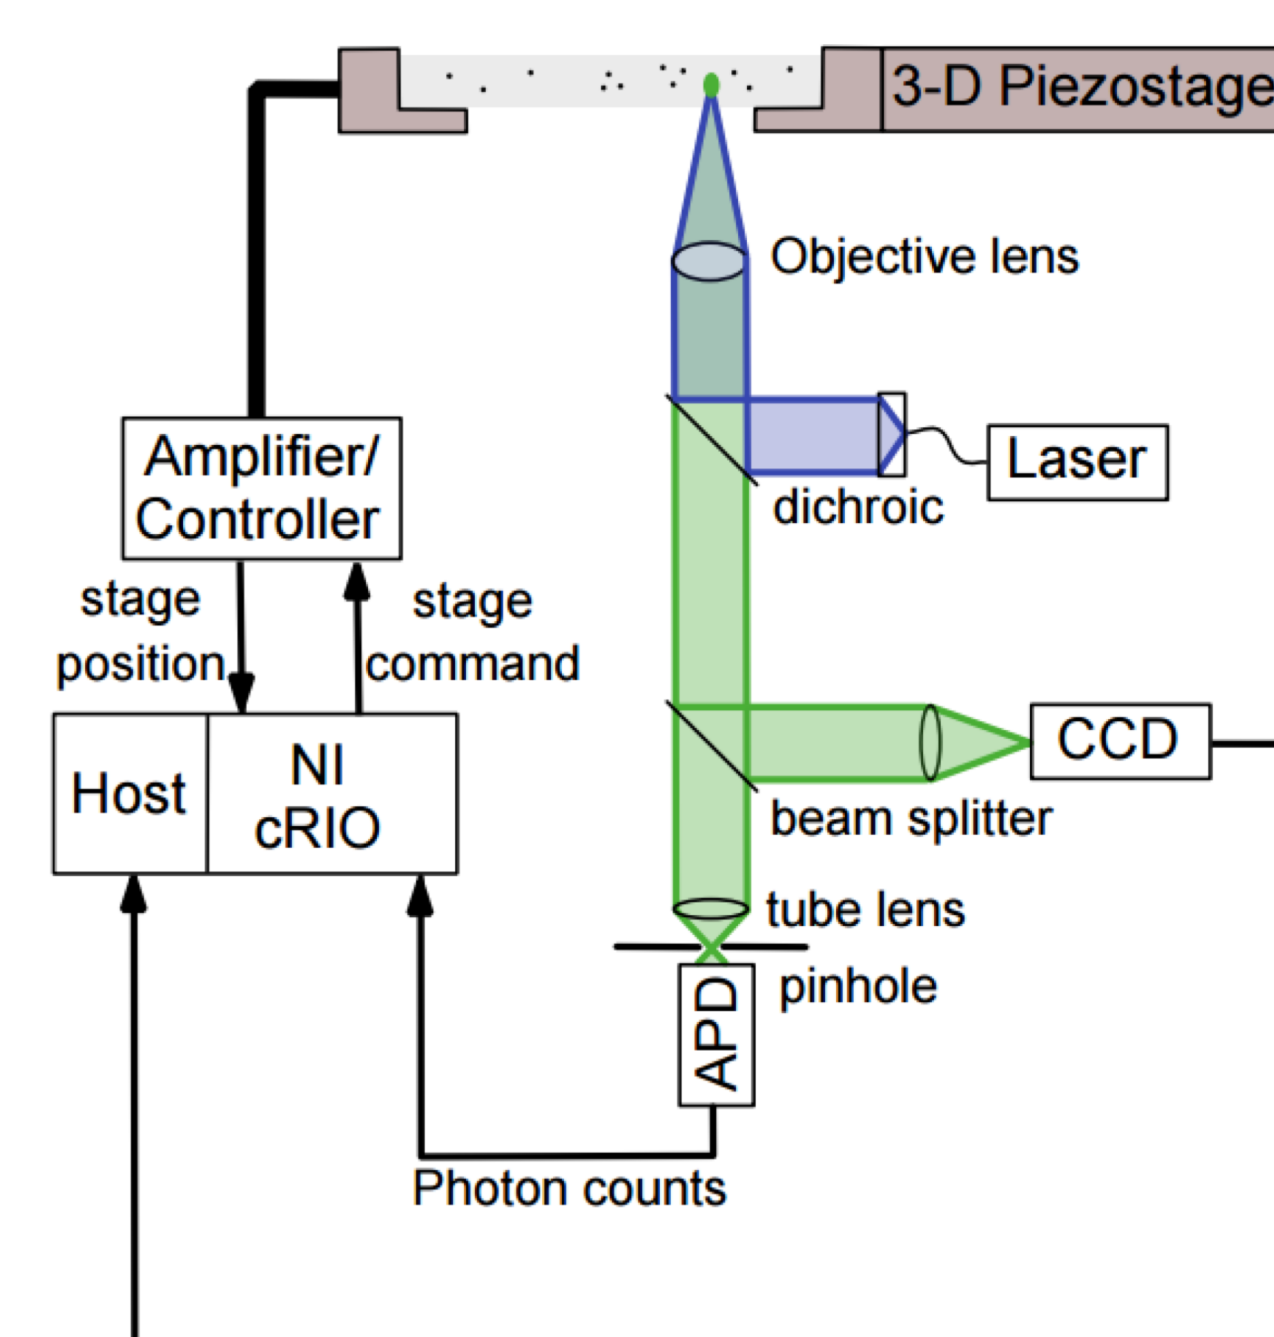 3-D Piezostage
Objective lens
Amplifier/
Controller
Laser
dichroic
stage
position
stage
command
Host
NI
cRIO
CCD
beam splitter
tube lens
pinhole
APD
Photon counts